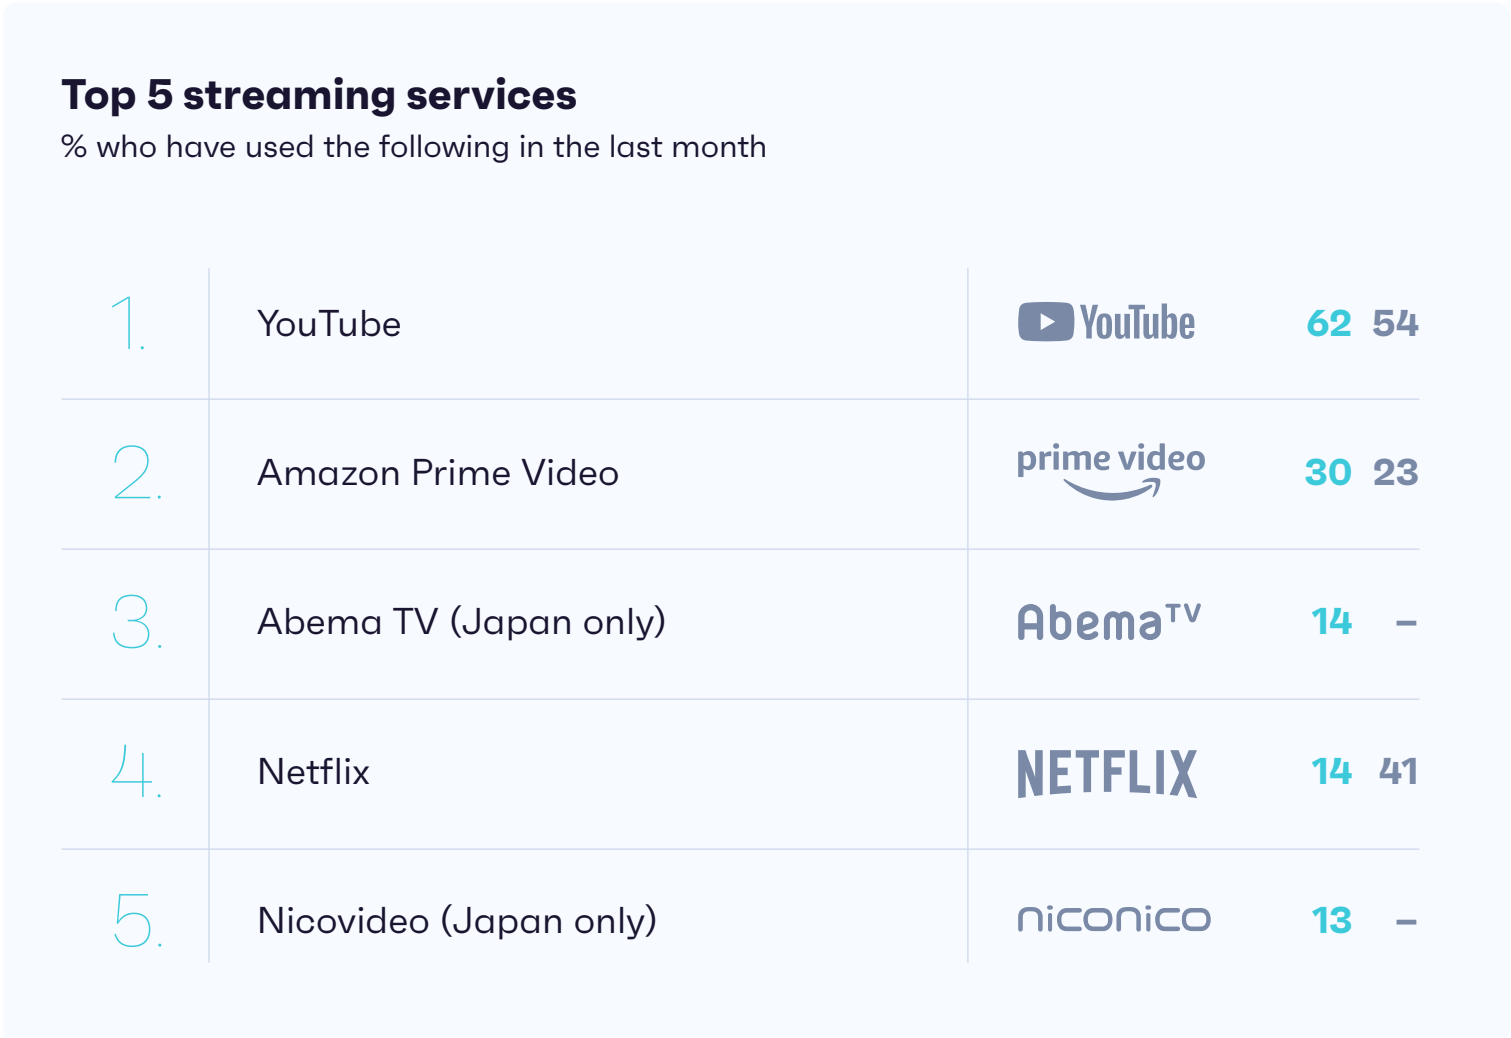 Top 5 streaming services
% who have used the following in the last month
1. YouTube YouTube 62 54
2. Amazon Prime Video prime video 30 23
3. Abema TV (Japan only) AbemaTV 14 –
4. Netflix NETFLIX 14 41
5. Nicovideo (Japan only) niconico 13 –